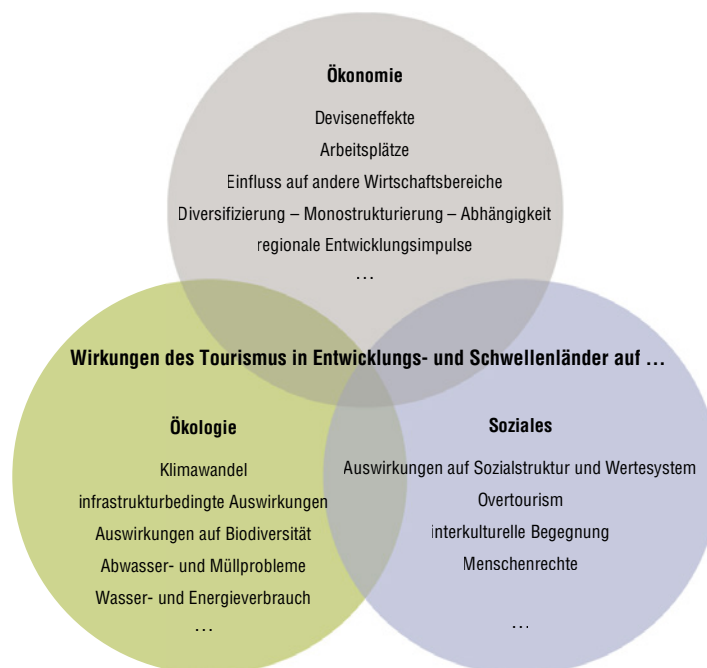 Ökonomie
Deviseneffekte
Arbeitsplätze
Einfluss auf andere Wirtschaftsbereiche
Diversifizierung – Monostrukturierung – Abhängigkeit
regionale Entwicklungsimpulse
…
Wirkungen des Tourismus in Entwicklungs- und Schwellenländer auf …
Ökologie
Klimawandel
infrastrukturbedingte Auswirkungen
Auswirkungen auf Biodiversität
Abwasser- und Müllprobleme
Wasser- und Energieverbrauch
…
Soziales
Auswirkungen auf Sozialstruktur und Wertesystem
Overtourism
interkulturelle Begegnung
Menschenrechte
…